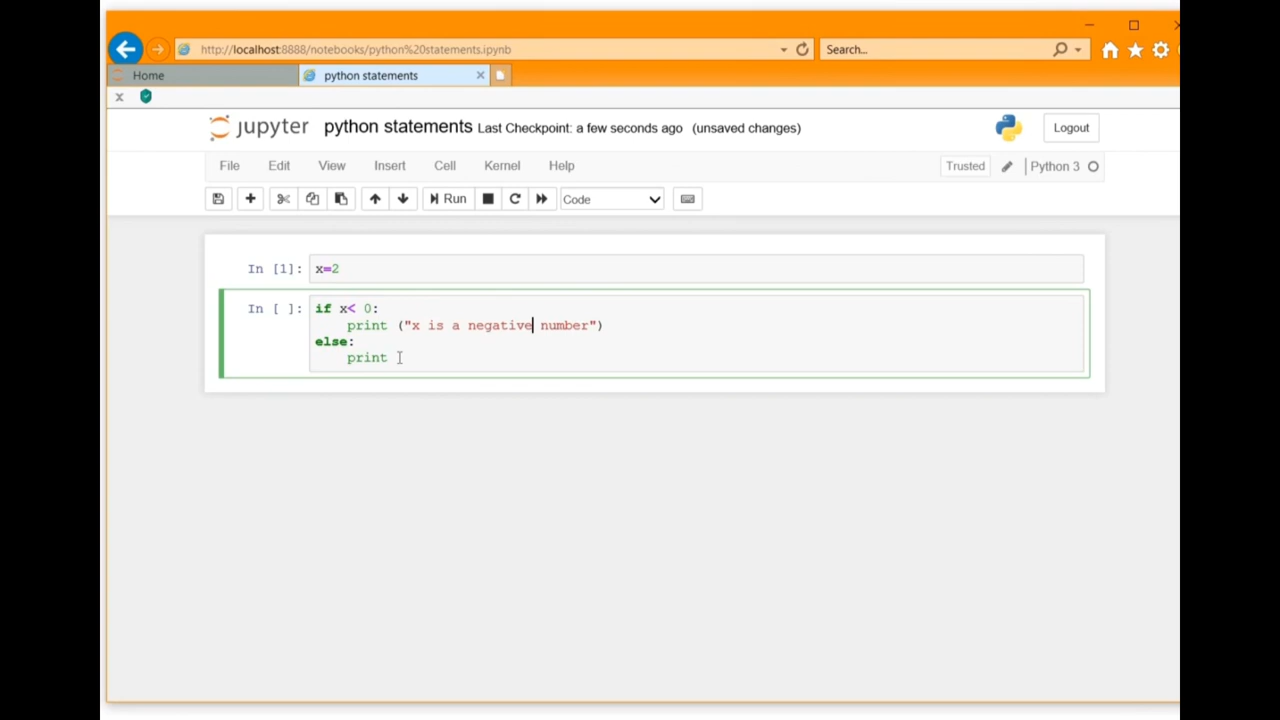 http://localhost:8888/notebooks/python%20statements.ipynb
Search...
Home
python statements
x
jupyter python statements Last Checkpoint: a few seconds ago (unsaved changes)
Logout
File Edit View Insert Cell Kernel Help
Trusted
Python 3
Run
Code
In [1]: x=2
In [ ]: if x< 0:
print ("x is a negative number")
else:
print